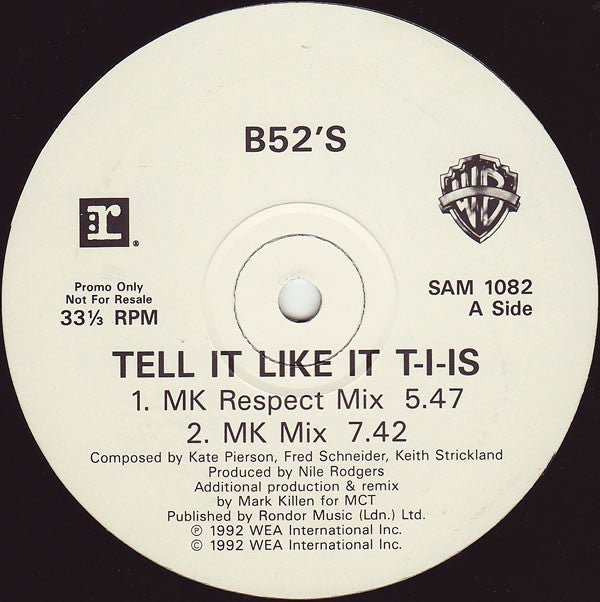 B52'S
r®
WB
Promo Only
Not For Resale
33⅓ RPM
SAM 1082
A Side
TELL IT LIKE IT T-I-IS
1. MK Respect Mix 5.47
2. MK Mix 7.42
Composed by Kate Pierson, Fred Schneider, Keith Strickland
Produced by Nile Rodgers
Additional production & remix
by Mark Killen for MCT
Published by Rondor Music (Ldn.) Ltd.
℗ 1992 WEA International Inc.
© 1992 WEA International Inc.